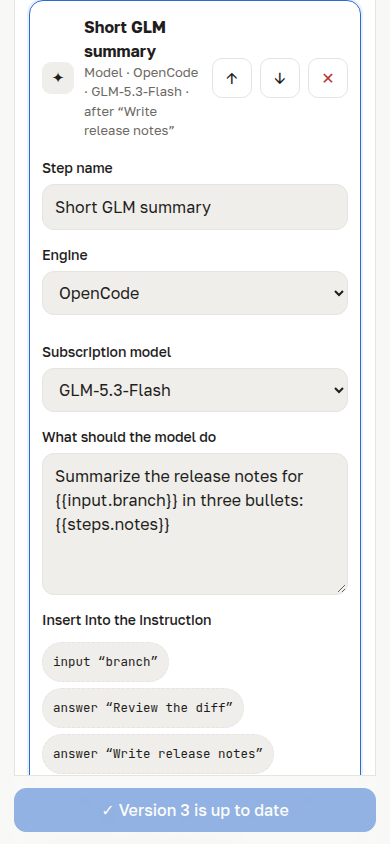 Short GLM
summary
Model · OpenCode
· GLM-5.3-Flash ·
after “Write
release notes”
Step name
Short GLM summary
Engine
OpenCode
Subscription model
GLM-5.3-Flash
What should the model do
Summarize the release notes for
{{input.branch}} in three bullets:
{{steps.notes}}
Insert into the instruction
input “branch”
answer “Review the diff”
answer “Write release notes”
✓ Version 3 is up to date